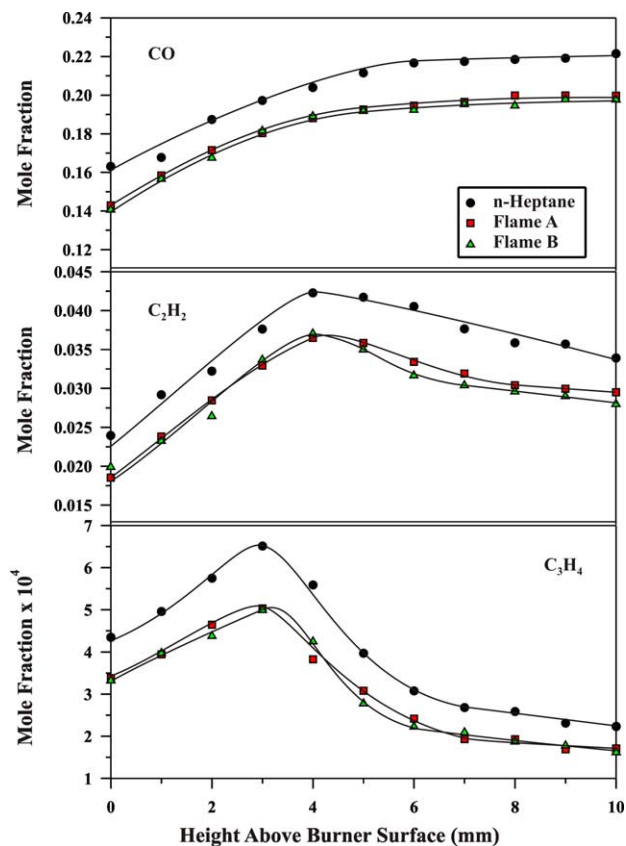 CO
Mole Fraction
0.24
0.22
0.20
0.18
0.16
0.14
0.12
n-Heptane
Flame A
Flame B
C₂H₂
Mole Fraction
0.045
0.040
0.035
0.030
0.025
0.020
0.015
C₃H₄
Mole Fraction x 10⁴
7
6
5
4
3
2
1
0 2 4 6 8 10
Height Above Burner Surface (mm)